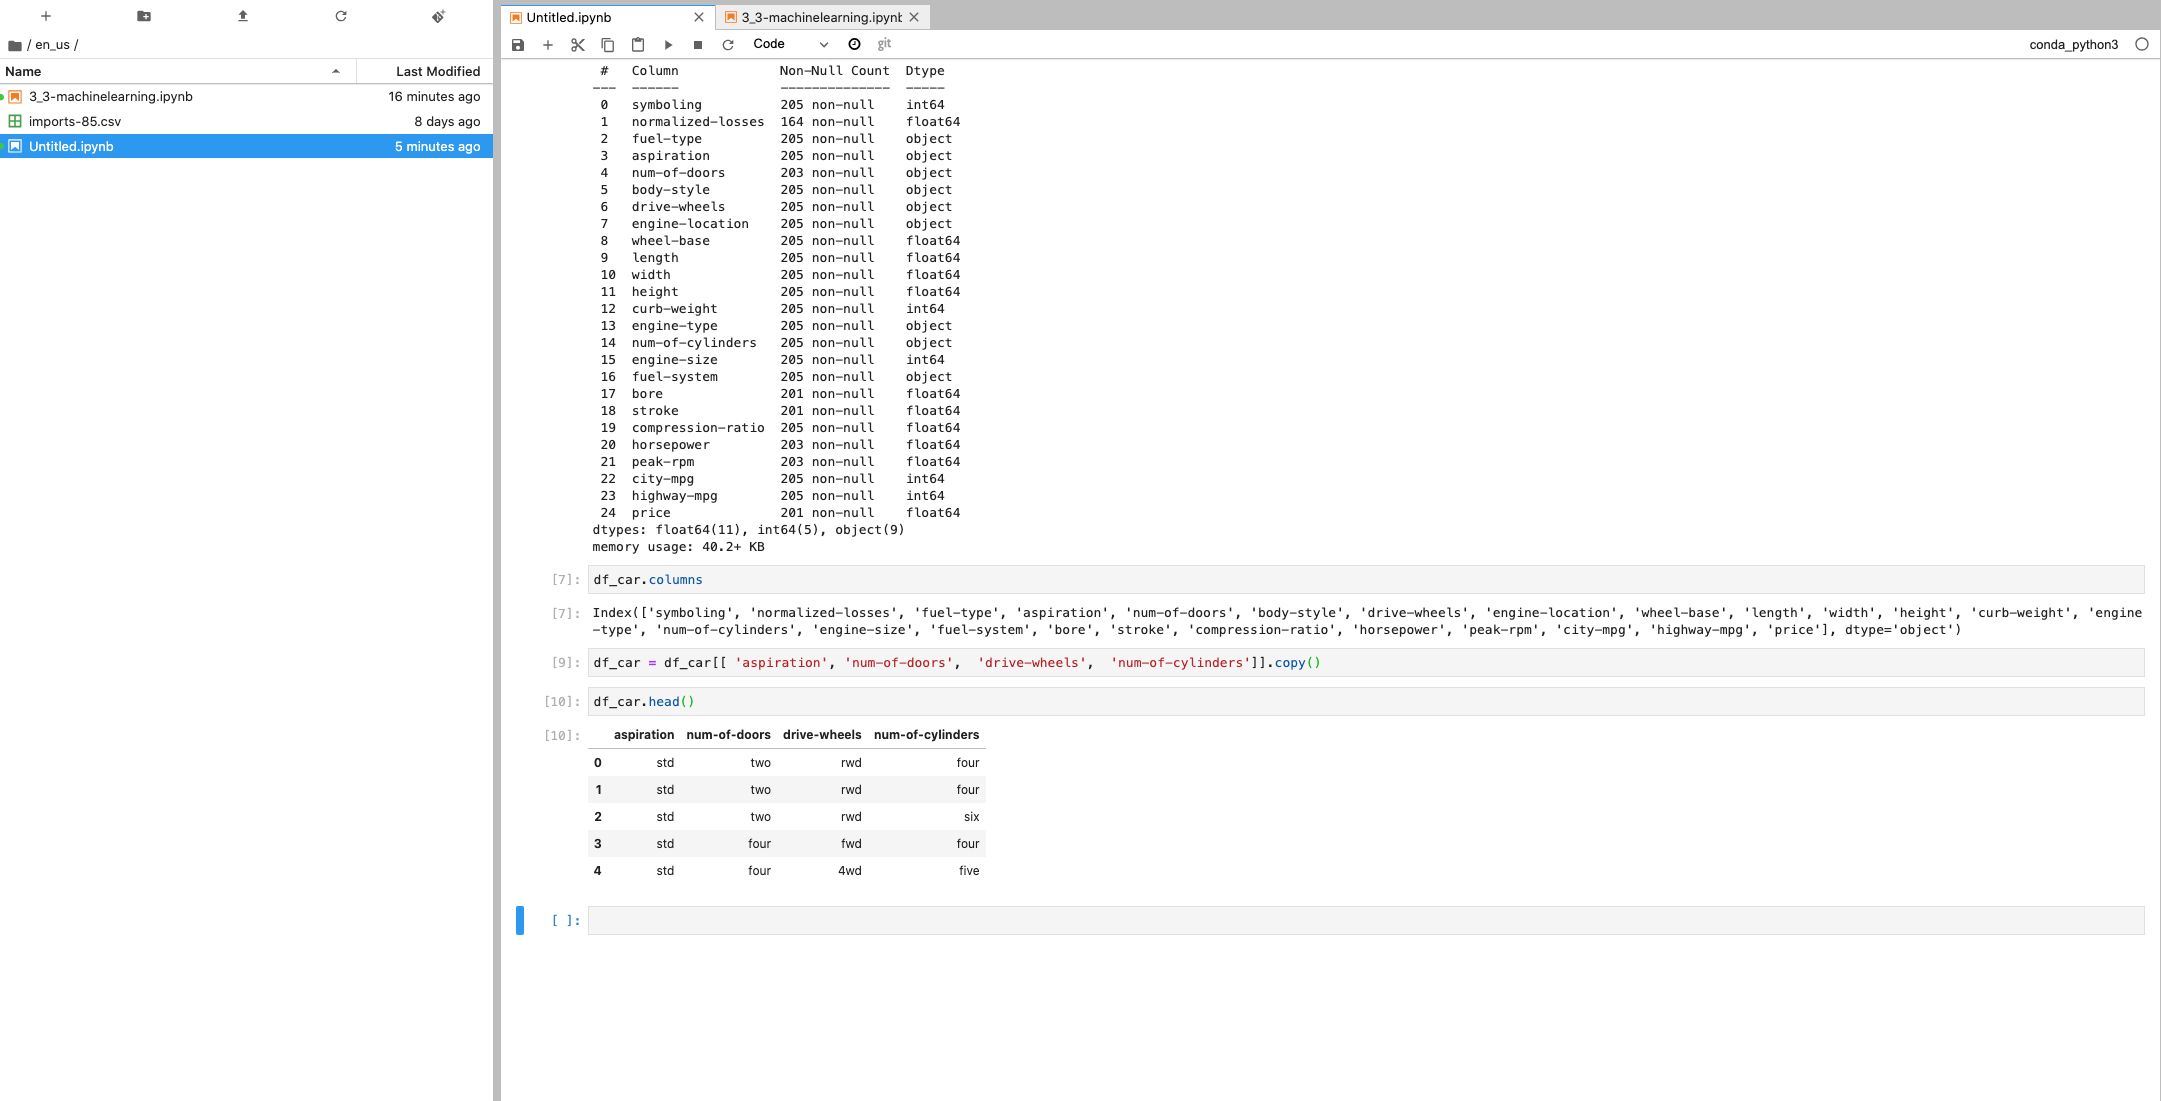 / en_us /
Name Last Modified
3_3-machinelearning.ipynb 16 minutes ago
imports-85.csv 8 days ago
Untitled.ipynb 5 minutes ago
Untitled.ipynb 3_3-machinelearning.ipynb
Code git conda_python3
# Column Non-Null Count Dtype
--- ------ -------------- -----
0 symboling 205 non-null int64
1 normalized-losses 164 non-null float64
2 fuel-type 205 non-null object
3 aspiration 205 non-null object
4 num-of-doors 203 non-null object
5 body-style 205 non-null object
6 drive-wheels 205 non-null object
7 engine-location 205 non-null object
8 wheel-base 205 non-null float64
9 length 205 non-null float64
10 width 205 non-null float64
11 height 205 non-null float64
12 curb-weight 205 non-null int64
13 engine-type 205 non-null object
14 num-of-cylinders 205 non-null object
15 engine-size 205 non-null int64
16 fuel-system 205 non-null object
17 bore 201 non-null float64
18 stroke 201 non-null float64
19 compression-ratio 205 non-null float64
20 horsepower 203 non-null float64
21 peak-rpm 203 non-null float64
22 city-mpg 205 non-null int64
23 highway-mpg 205 non-null int64
24 price 201 non-null float64
dtypes: float64(11), int64(5), object(9)
memory usage: 40.2+ KB
[7]: df_car.columns
[7]: Index(['symboling', 'normalized-losses', 'fuel-type', 'aspiration', 'num-of-doors', 'body-style', 'drive-wheels', 'engine-location', 'wheel-base', 'length', 'width', 'height', 'curb-weight', 'engine
-type', 'num-of-cylinders', 'engine-size', 'fuel-system', 'bore', 'stroke', 'compression-ratio', 'horsepower', 'peak-rpm', 'city-mpg', 'highway-mpg', 'price'], dtype='object')
[9]: df_car = df_car[[ 'aspiration', 'num-of-doors',  'drive-wheels',  'num-of-cylinders']].copy()
[10]: df_car.head()
[10]: aspiration num-of-doors drive-wheels num-of-cylinders
0 std two rwd four
1 std two rwd four
2 std two rwd six
3 std four fwd four
4 std four 4wd five
[ ]: